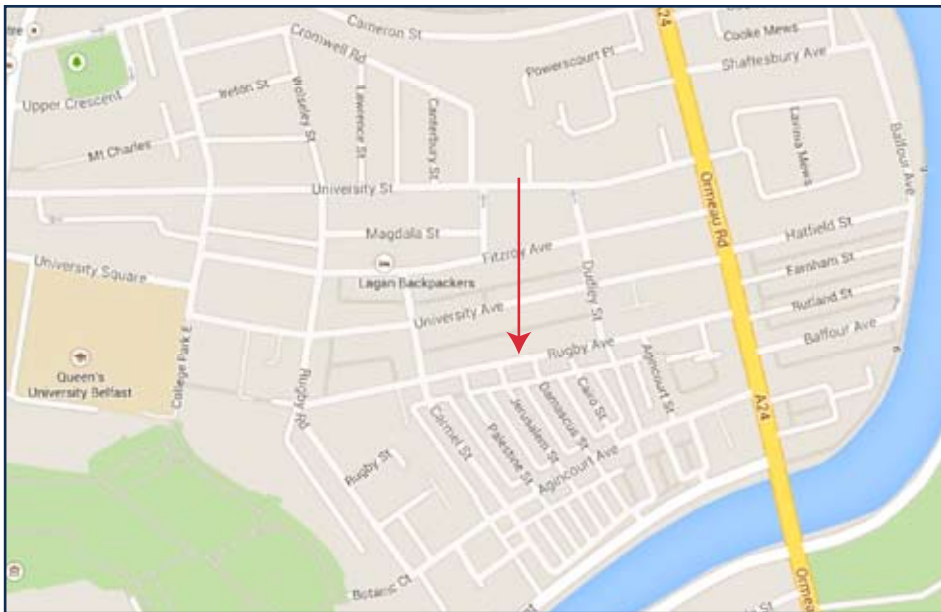 tre
Cameron St
A24
Cooke Mews
Cromwell Rd
Powerscourt Pl
Shaftesbury Ave
Upper Crescent
Ireton St
Wolseley St
Lawrence St
Canterbury St
Lavinia Mews
Balfour Ave
Mt Charles
University St
Ormeau Rd
Magdala St
Fitzroy Ave
Hatfield St
University Square
Lagan Backpackers
Dudley St
Farnham St
University Ave
Rutland St
Balfour Ave
College Park E
Rugby Ave
Queen's
University Belfast
Rugby Rd
Agincourt St
Cairo St
Damascus St
Jerusalem St
Palestine St
Carmel St
A24
Rugby St
Agincourt Ave
Botanic Ct
Ormeau